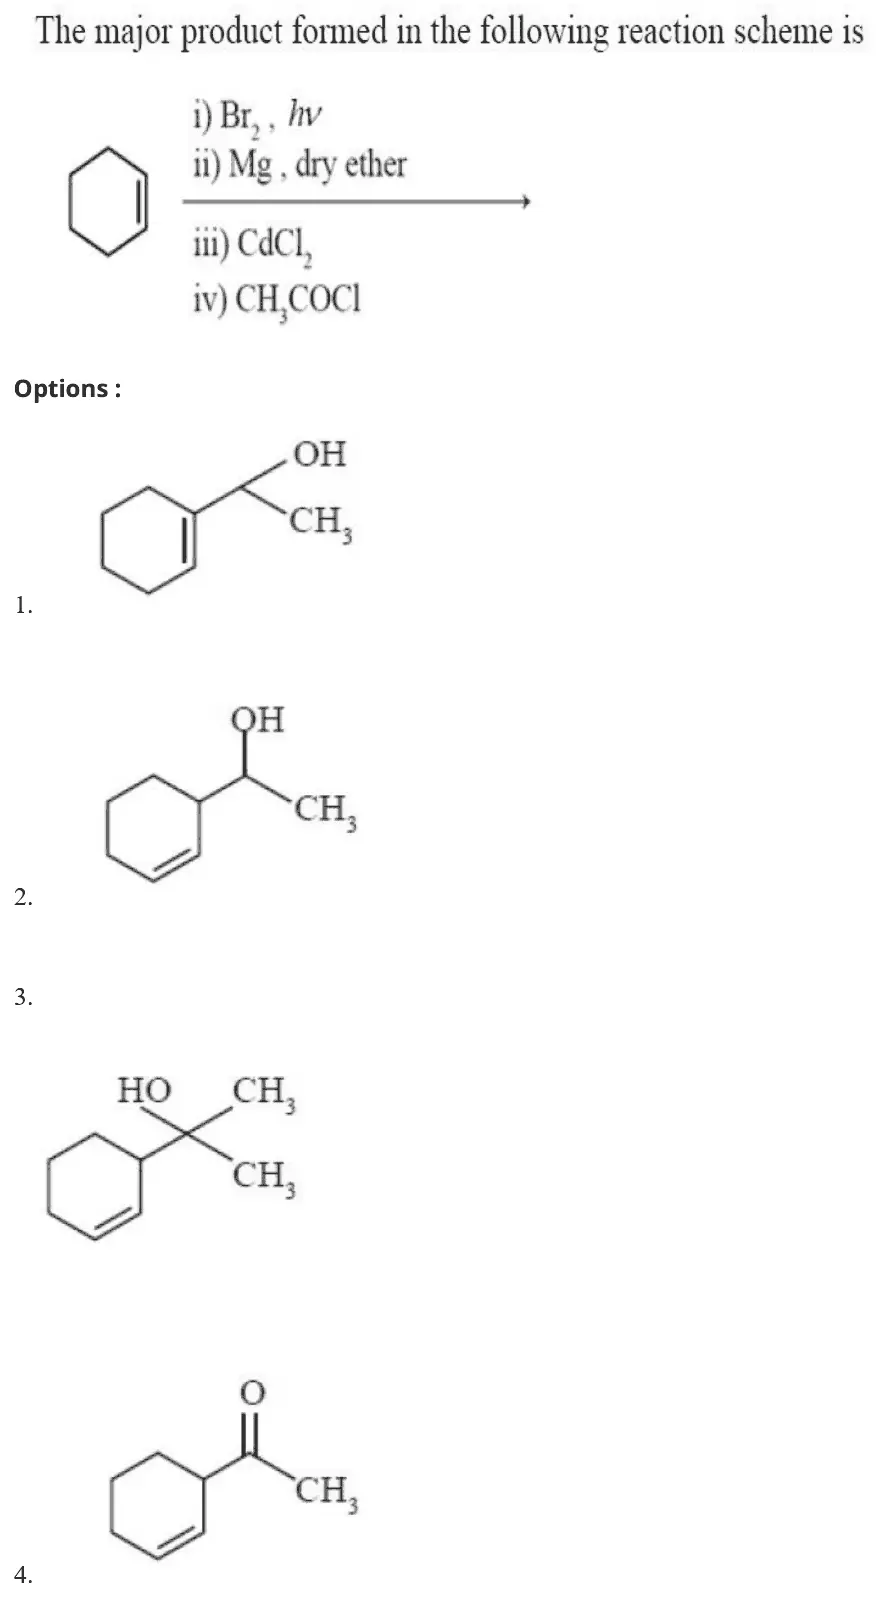 The major product formed in the following reaction scheme is
i) Br₂ , hν
ii) Mg , dry ether
iii) CdCl₂
iv) CH₃COCl
Options :
OH
CH₃
1.
OH
CH₃
2.
3.
HO CH₃
CH₃
O
CH₃
4.